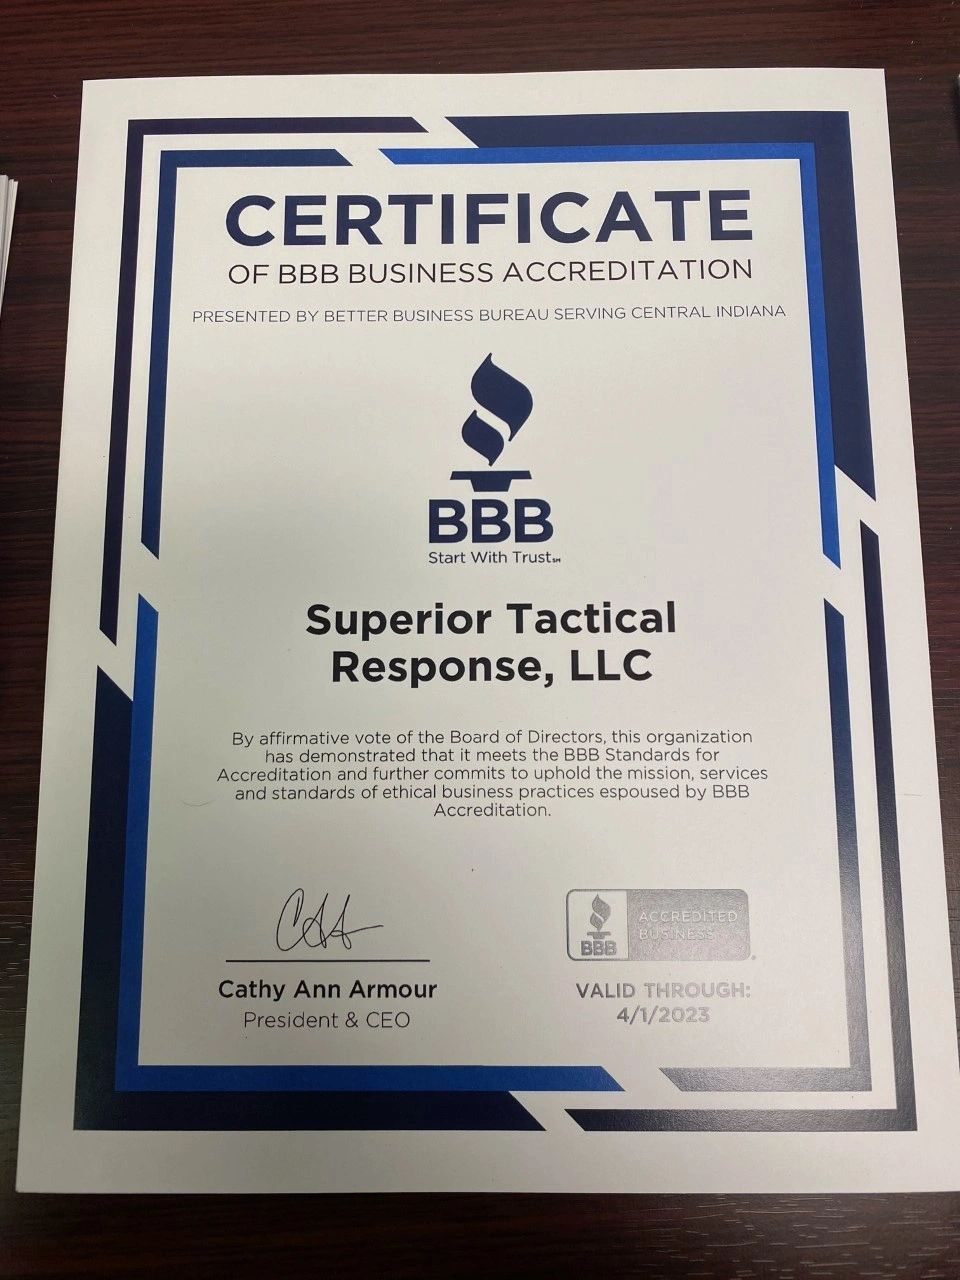 CERTIFICATE
OF BBB BUSINESS ACCREDITATION
PRESENTED BY BETTER BUSINESS BUREAU SERVING CENTRAL INDIANA
BBB
Start With Trust℠
Superior Tactical
Response, LLC
By affirmative vote of the Board of Directors, this organization
has demonstrated that it meets the BBB Standards for
Accreditation and further commits to uphold the mission, services
and standards of ethical business practices espoused by BBB
Accreditation.
Cathy Ann Armour
President & CEO
BBB
ACCREDITED
BUSINESS
VALID THROUGH:
4/1/2023